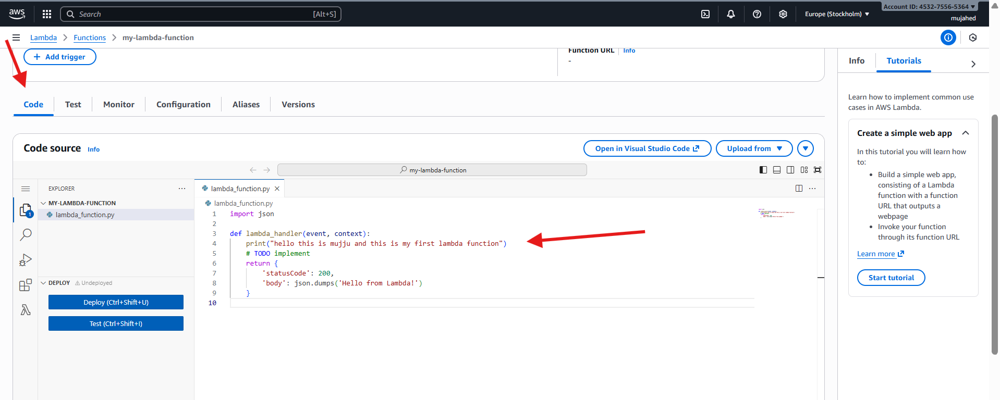 Account ID: 4532-7556-5364
aws
Search
[Alt+S]
Europe (Stockholm)
mujahed
Lambda
Functions
my-lambda-function
Add trigger
Function URL
Info
-
Info
Tutorials
Code
Test
Monitor
Configuration
Aliases
Versions
Learn how to implement common use
cases in AWS Lambda.
Code source
Info
Open in Visual Studio Code
Upload from
my-lambda-function
EXPLORER
MY-LAMBDA-FUNCTION
lambda_function.py
1
DEPLOY
Undeployed
Deploy (Ctrl+Shift+U)
Test (Ctrl+Shift+I)
lambda_function.py
lambda_function.py
1 import json
2
3 def lambda_handler(event, context):
4 print("hello this is mujju and this is my first lambda function")
5 # TODO implement
6 return {
7 'statusCode': 200,
8 'body': json.dumps('Hello from Lambda!')
9 }
10
Create a simple web app
In this tutorial you will learn how
to:
• Build a simple web app,
consisting of a Lambda
function with a function
URL that outputs a
webpage
• Invoke your function
through its function URL
Learn more
Start tutorial